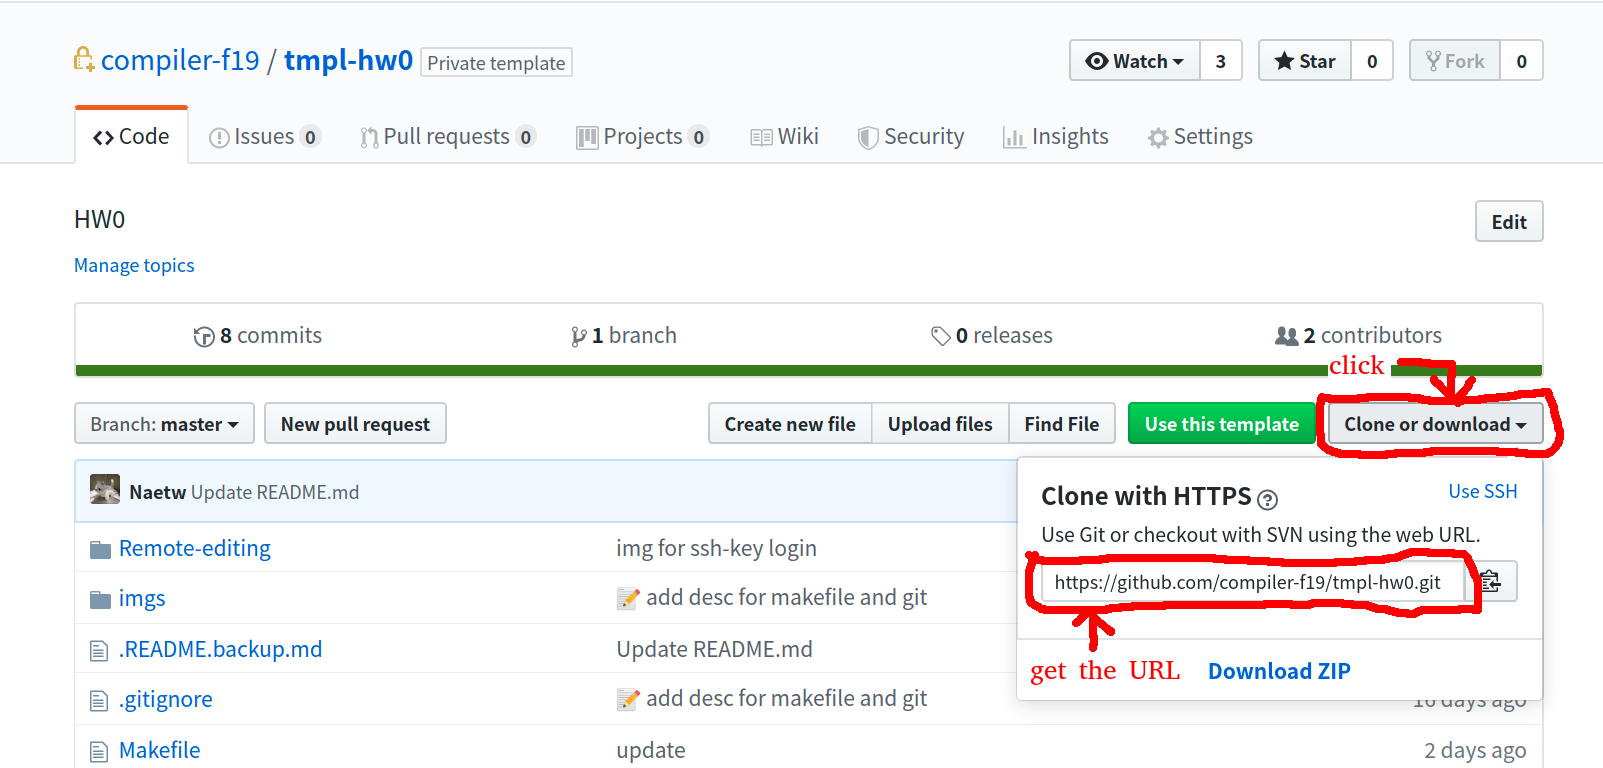 compiler-f19 / tmpl-hw0 Private template
Watch 3 Star 0 Fork 0
Code Issues 0 Pull requests 0 Projects 0 Wiki Security Insights Settings
HW0
Edit
Manage topics
8 commits 1 branch 0 releases 2 contributors
click
Branch: master New pull request Create new file Upload files Find File Use this template Clone or download
Naetw Update README.md
Clone with HTTPS Use SSH
Use Git or checkout with SVN using the web URL.
https://github.com/compiler-f19/tmpl-hw0.git
get the URL Download ZIP
Remote-editing img for ssh-key login
imgs add desc for makefile and git
.README.backup.md Update README.md
.gitignore add desc for makefile and git 16 days ago
Makefile update 2 days ago